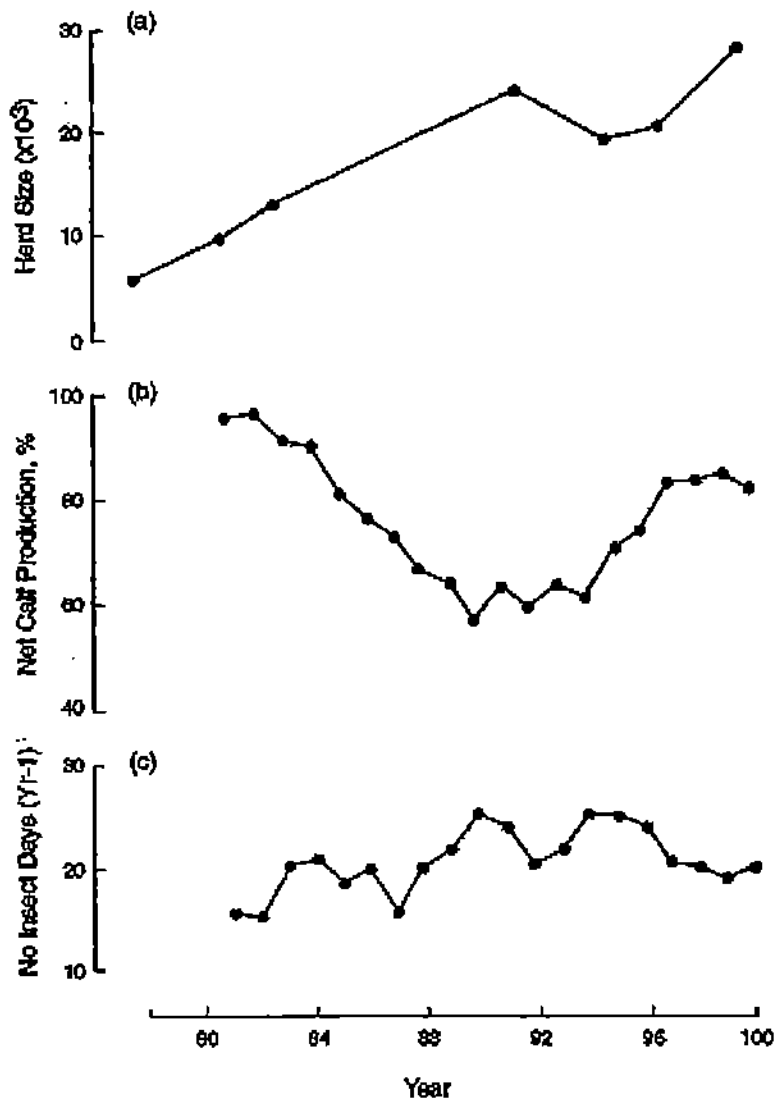 (a)
30
20
10
0
Herd Size (x10³)
(b)
100
80
60
40
Net Calf Production, %
(c)
30
20
10
No Insect Days (Yr-1)
80
84
88
92
96
100
Year